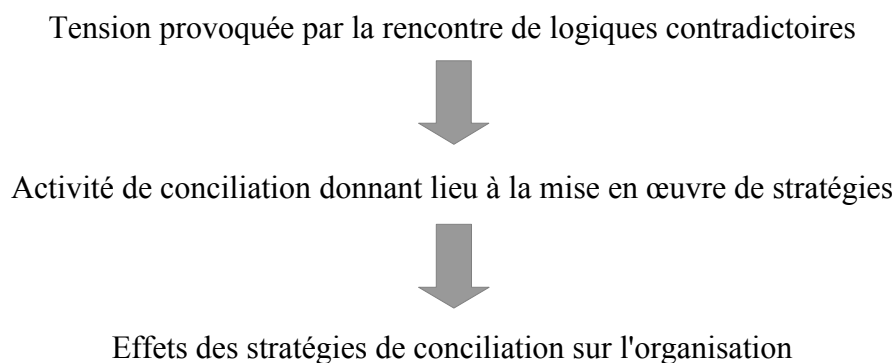 Tension provoquée par la rencontre de logiques contradictoires
Activité de conciliation donnant lieu à la mise en œuvre de stratégies
Effets des stratégies de conciliation sur l'organisation